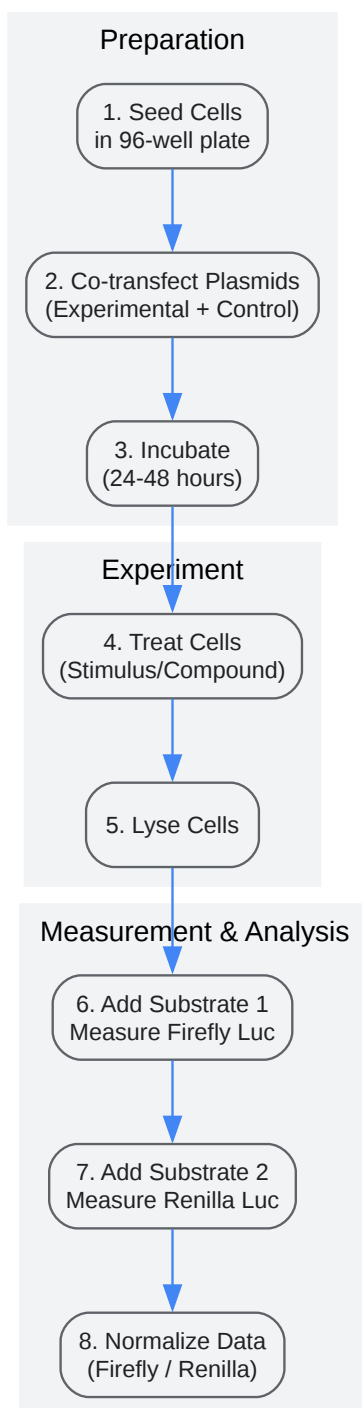 Preparation
1. Seed Cells
in 96-well plate
2. Co-transfect Plasmids
(Experimental + Control)
3. Incubate
(24-48 hours)
Experiment
4. Treat Cells
(Stimulus/Compound)
5. Lyse Cells
Measurement & Analysis
6. Add Substrate 1
Measure Firefly Luc
7. Add Substrate 2
Measure Renilla Luc
8. Normalize Data
(Firefly / Renilla)